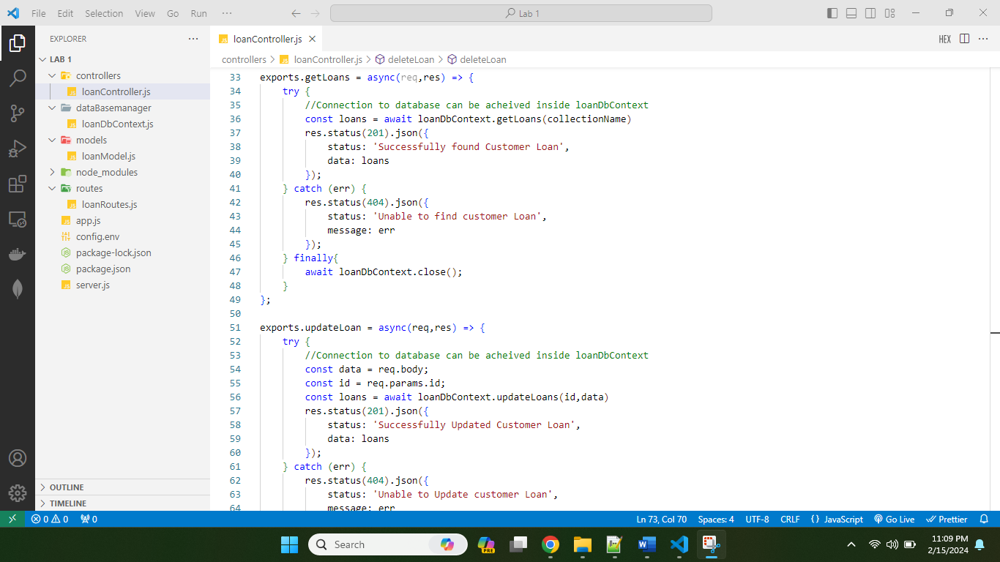 File Edit Selection View Go Run ··· Lab 1
EXPLORER ···
LAB 1
controllers
loanController.js
dataBasemanager
loanDbContext.js
models
loanModel.js
node_modules
routes
loanRoutes.js
app.js
config.env
package-lock.json
package.json
server.js
OUTLINE
TIMELINE
loanController.js HEX ···
controllers > loanController.js > deleteLoan > deleteLoan
33 exports.getLoans = async(req,res) => {
34 try {
35 //Connection to database can be acheived inside loanDbContext
36 const loans = await loanDbContext.getLoans(collectionName)
37 res.status(201).json({
38 status: 'Successfully found Customer Loan',
39 data: loans
40 });
41 } catch (err) {
42 res.status(404).json({
43 status: 'Unable to find customer Loan',
44 message: err
45 });
46 } finally{
47 await loanDbContext.close();
48 }
49 };
50
51 exports.updateLoan = async(req,res) => {
52 try {
53 //Connection to database can be acheived inside loanDbContext
54 const data = req.body;
55 const id = req.params.id;
56 const loans = await loanDbContext.updateLoans(id,data)
57 res.status(201).json({
58 status: 'Successfully Updated Customer Loan',
59 data: loans
60 });
61 } catch (err) {
62 res.status(404).json({
63 status: 'Unable to Update customer Loan',
64 message: err
0 0 0 Ln 73, Col 70 Spaces: 4 UTF-8 CRLF {} JavaScript Go Live Prettier
Search PRE 11:09 PM
2/15/2024